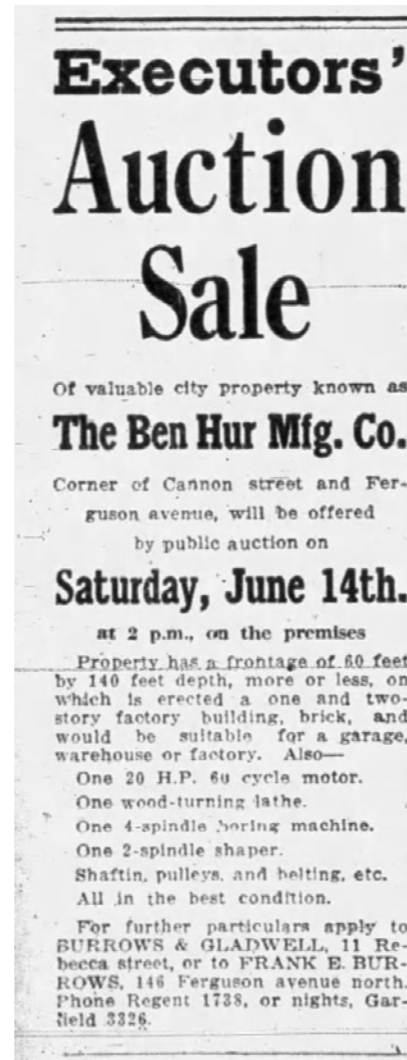 Executors'
Auction
Sale
Of valuable city property known as
The Ben Hur Mfg. Co.
Corner of Cannon street and Fer-
guson avenue, will be offered
by public auction on
Saturday, June 14th.
at 2 p.m., on the premises
Property has a frontage of 60 feet
by 140 feet depth, more or less, on
which is erected a one and two-
story factory building, brick, and
would be suitable for a garage,
warehouse or factory. Also—
One 20 H.P. 60 cycle motor.
One wood-turning lathe.
One 4-spindle boring machine.
One 2-spindle shaper.
Shaftin, pulleys, and belting, etc.
All in the best condition.
For further particulars apply to
BURROWS & GLADWELL, 11 Re-
becca street, or to FRANK E. BUR-
ROWS, 146 Ferguson avenue north.
Phone Regent 1738, or nights, Gar-
field 3326.